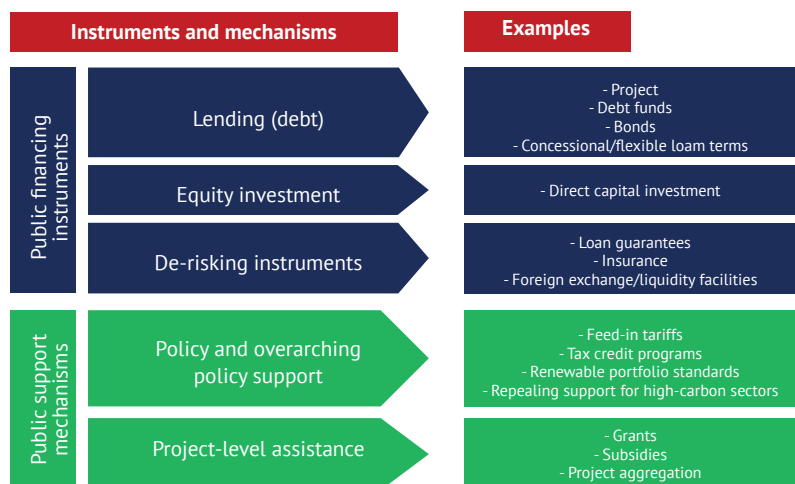 Instruments and mechanisms
Examples
Public financing
instruments
Lending (debt)
- Project
- Debt funds
- Bonds
- Concessional/flexible loam terms
Equity investment
- Direct capital investment
De-risking instruments
- Loan guarantees
- Insurance
- Foreign exchange/liquidity facilities
Public support
mechanisms
Policy and overarching
policy support
- Feed-in tariffs
- Tax credit programs
- Renewable portfolio standards
- Repealing support for high-carbon sectors
Project-level assistance
- Grants
- Subsidies
- Project aggregation